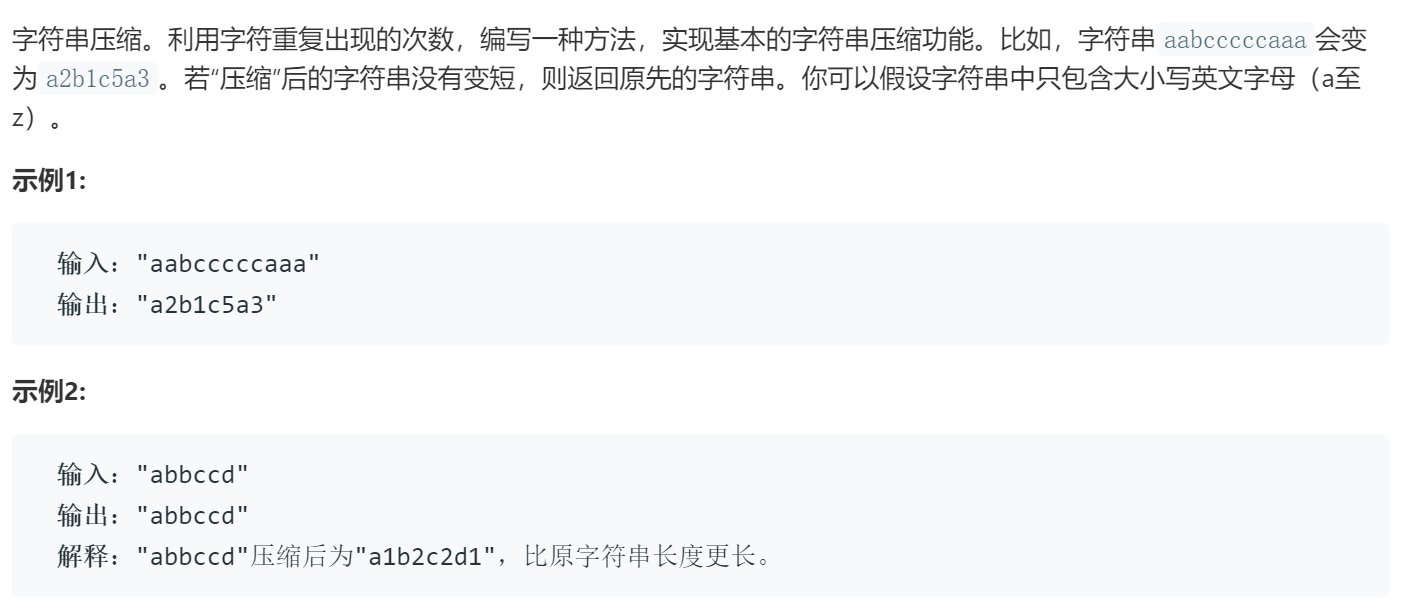 字符串压缩。利用字符重复出现的次数，编写一种方法，实现基本的字符串压缩功能。比如，字符串 aabcccccaaa 会变
为 a2b1c5a3 。若“压缩”后的字符串没有变短，则返回原先的字符串。你可以假设字符串中只包含大小写英文字母（a至
z）。
示例1:
输入："aabcccccaaa"
输出："a2b1c5a3"
示例2:
输入："abbccd"
输出："abbccd"
解释："abbccd"压缩后为"a1b2c2d1"，比原字符串长度更长。